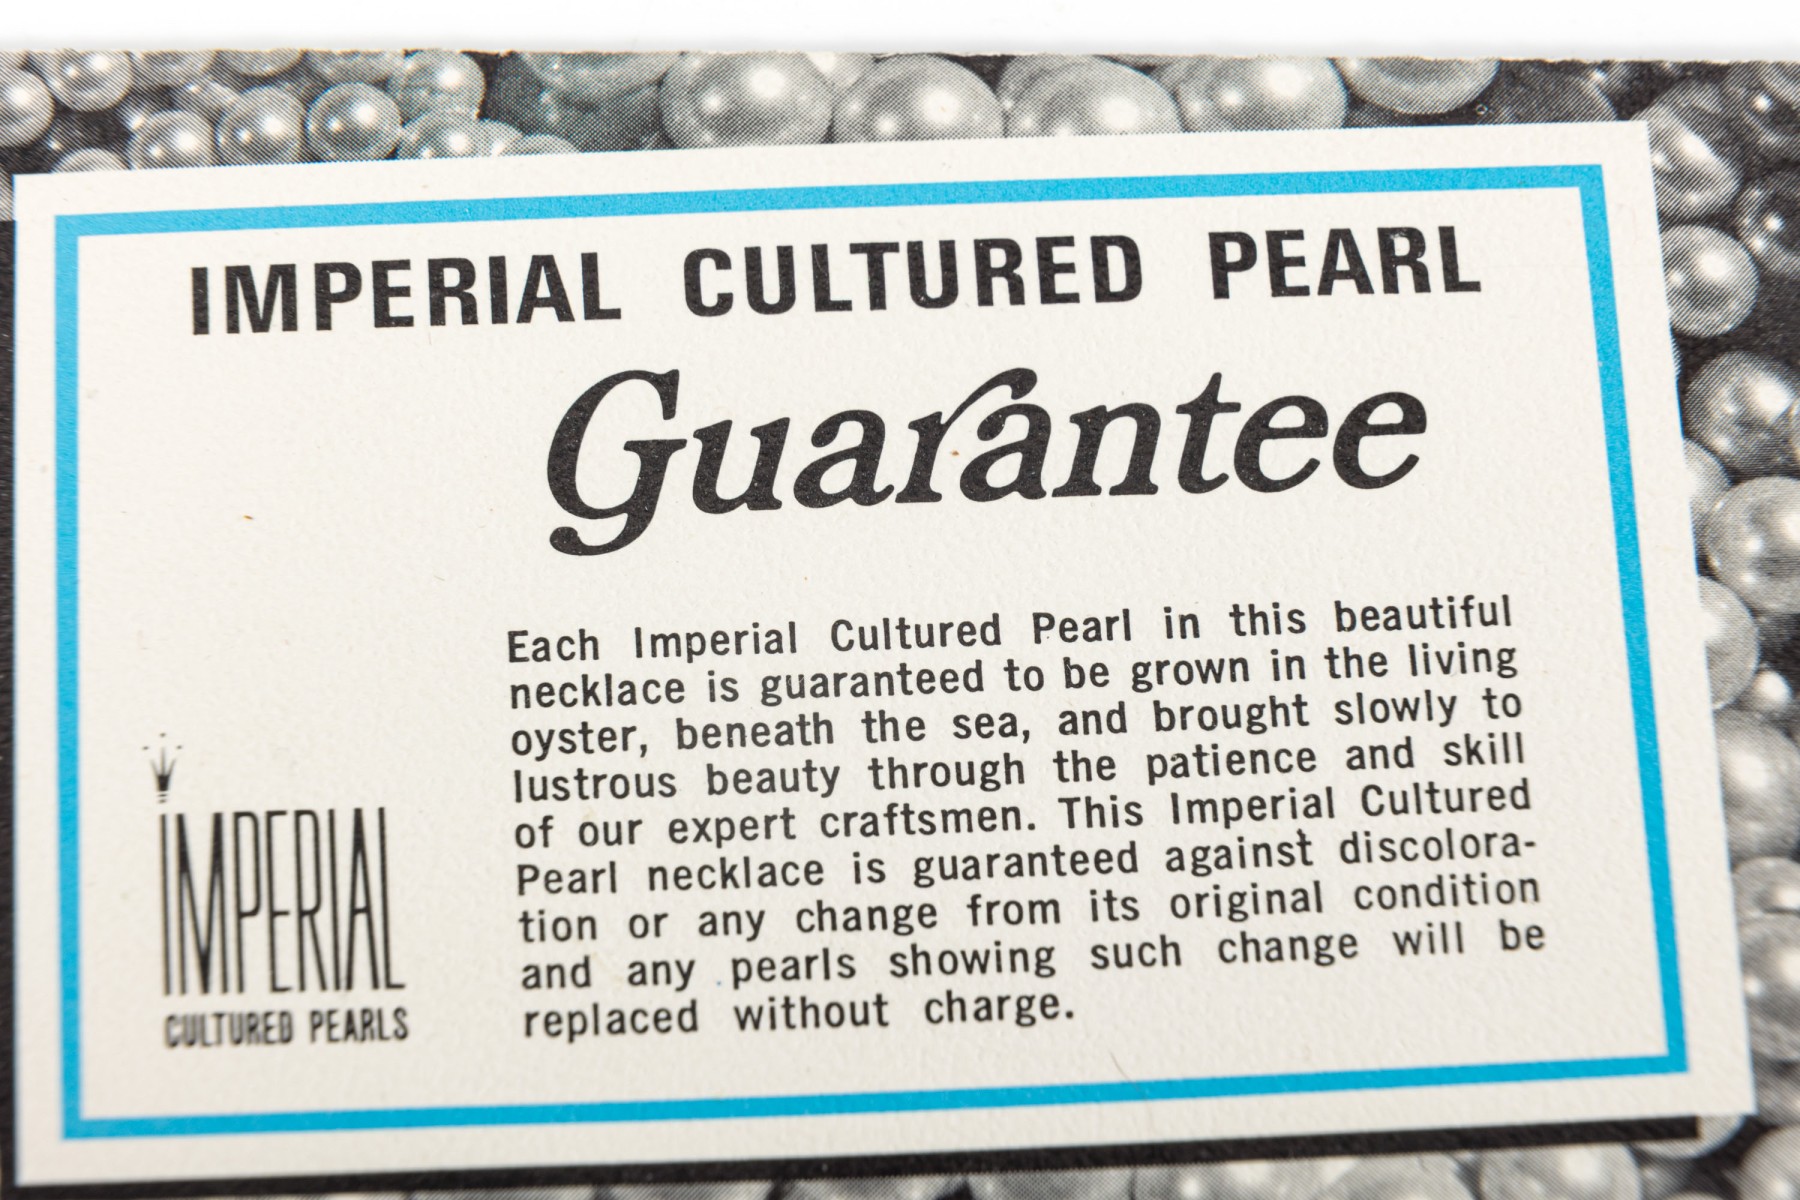 IMPERIAL CULTURED PEARL
Guarantee
Each Imperial Cultured Pearl in this beautiful
necklace is guaranteed to be grown in the living
oyster, beneath the sea, and brought slowly to
lustrous beauty through the patience and skill
of our expert craftsmen. This Imperial Cultured
Pearl necklace is guaranteed against discolora-
tion or any change from its original condition
and any pearls showing such change will be
replaced without charge.
IMPERIAL
CULTURED PEARLS